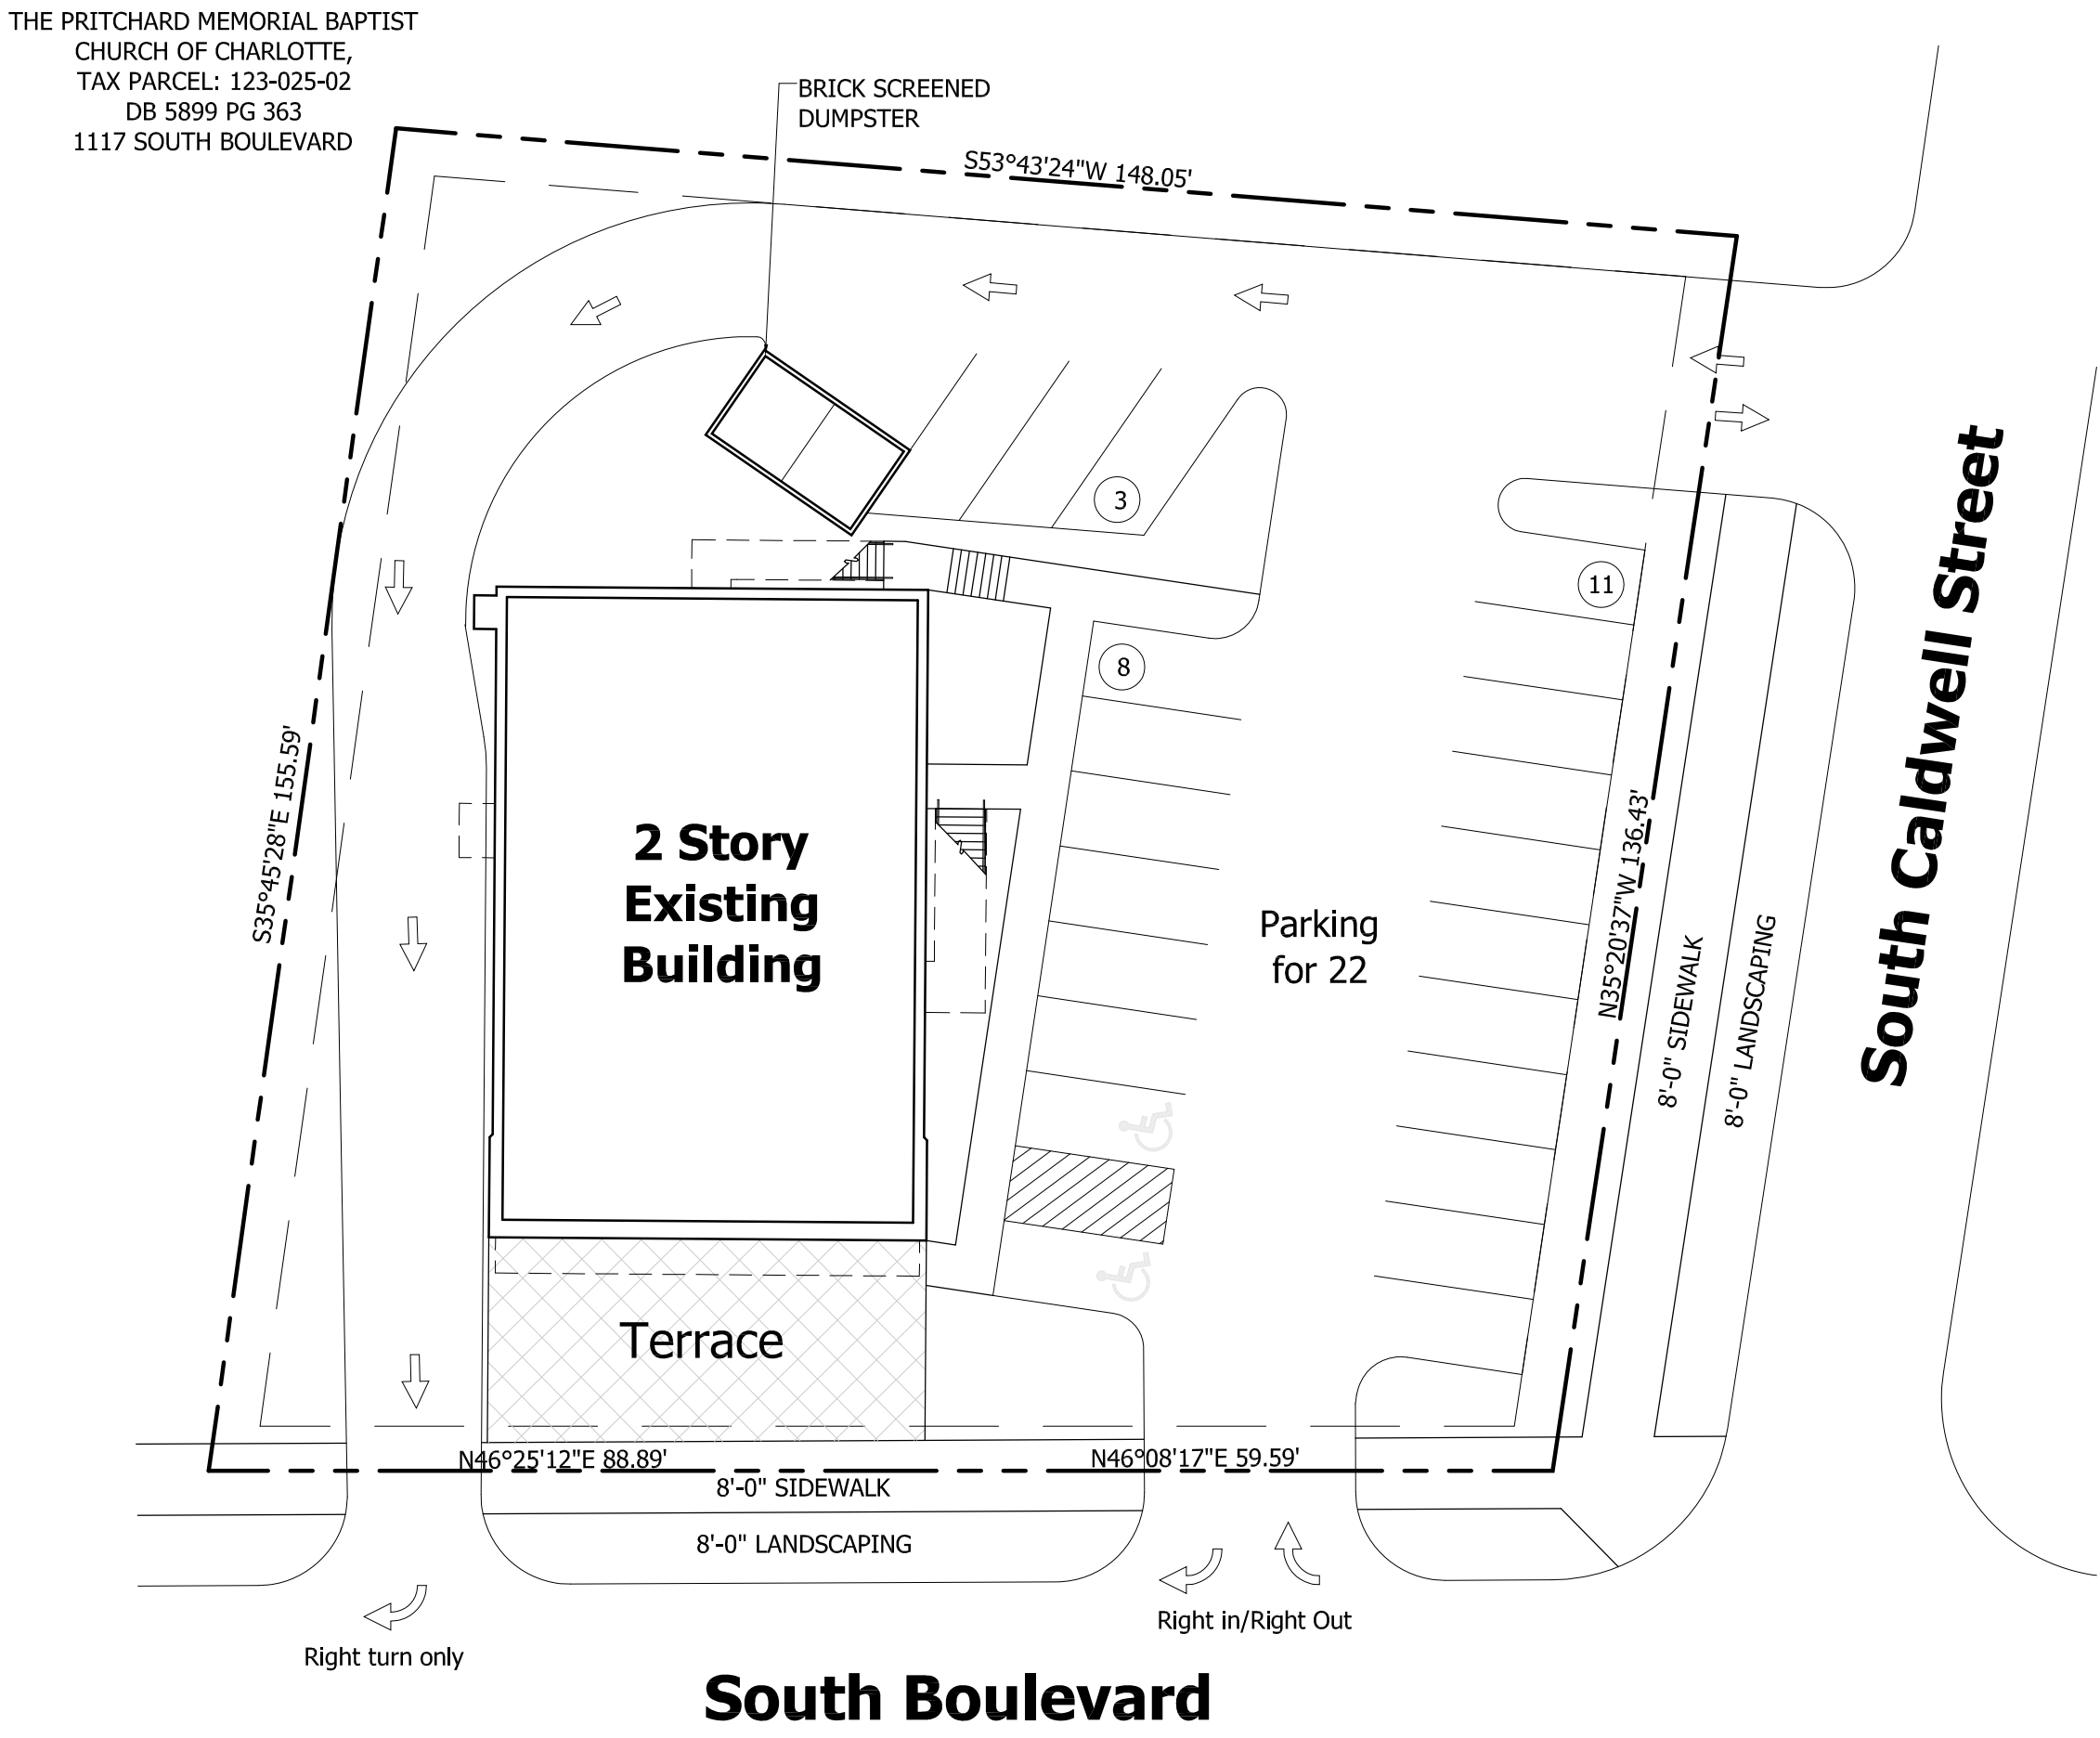 THE PRITCHARD MEMORIAL BAPTIST
CHURCH OF CHARLOTTE,
TAX PARCEL: 123-025-02
DB 5899 PG 363
1117 SOUTH BOULEVARD
BRICK SCREENED
DUMPSTER
S53°43'24"W 148.05'
3
11
8
S35°45'28"E 155.59'
2 Story
Existing
Building
Parking
for 22
N35°20'37"W 136.43'
8'-0" SIDEWALK
8'-0" LANDSCAPING
South Caldwell Street
Terrace
N46°25'12"E 88.89'
N46°08'17"E 59.59'
8'-0" SIDEWALK
8'-0" LANDSCAPING
Right in/Right Out
Right turn only
South Boulevard